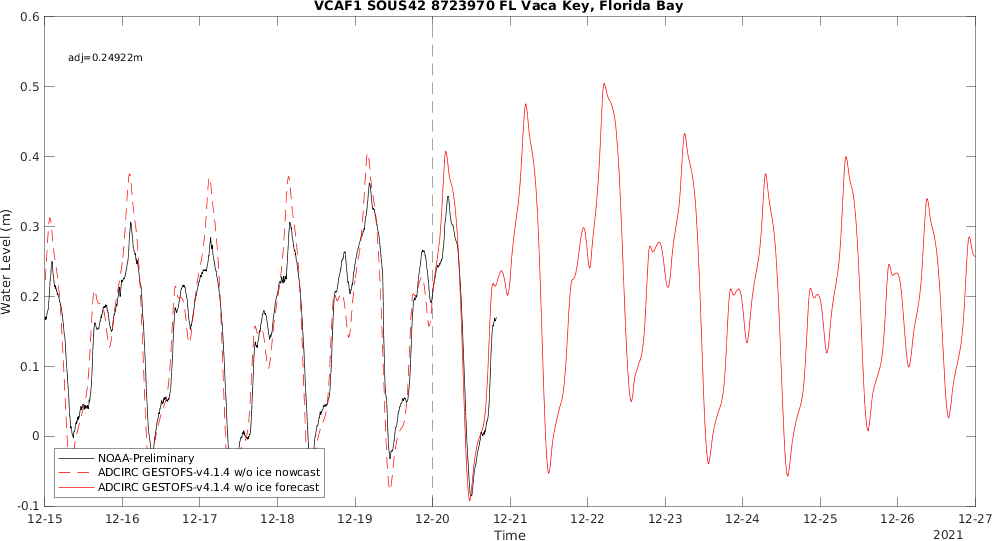 VCAF1 SOUS42 8723970 FL Vaca Key, Florida Bay
adj=0.24922m
Water Level (m)
0.6
0.5
0.4
0.3
0.2
0.1
0
-0.1
NOAA-Preliminary
ADCIRC GESTOFS-v4.1.4 w/o ice nowcast
ADCIRC GESTOFS-v4.1.4 w/o ice forecast
12-15 12-16 12-17 12-18 12-19 12-20 12-21 12-22 12-23 12-24 12-25 12-26 12-27
Time
2021